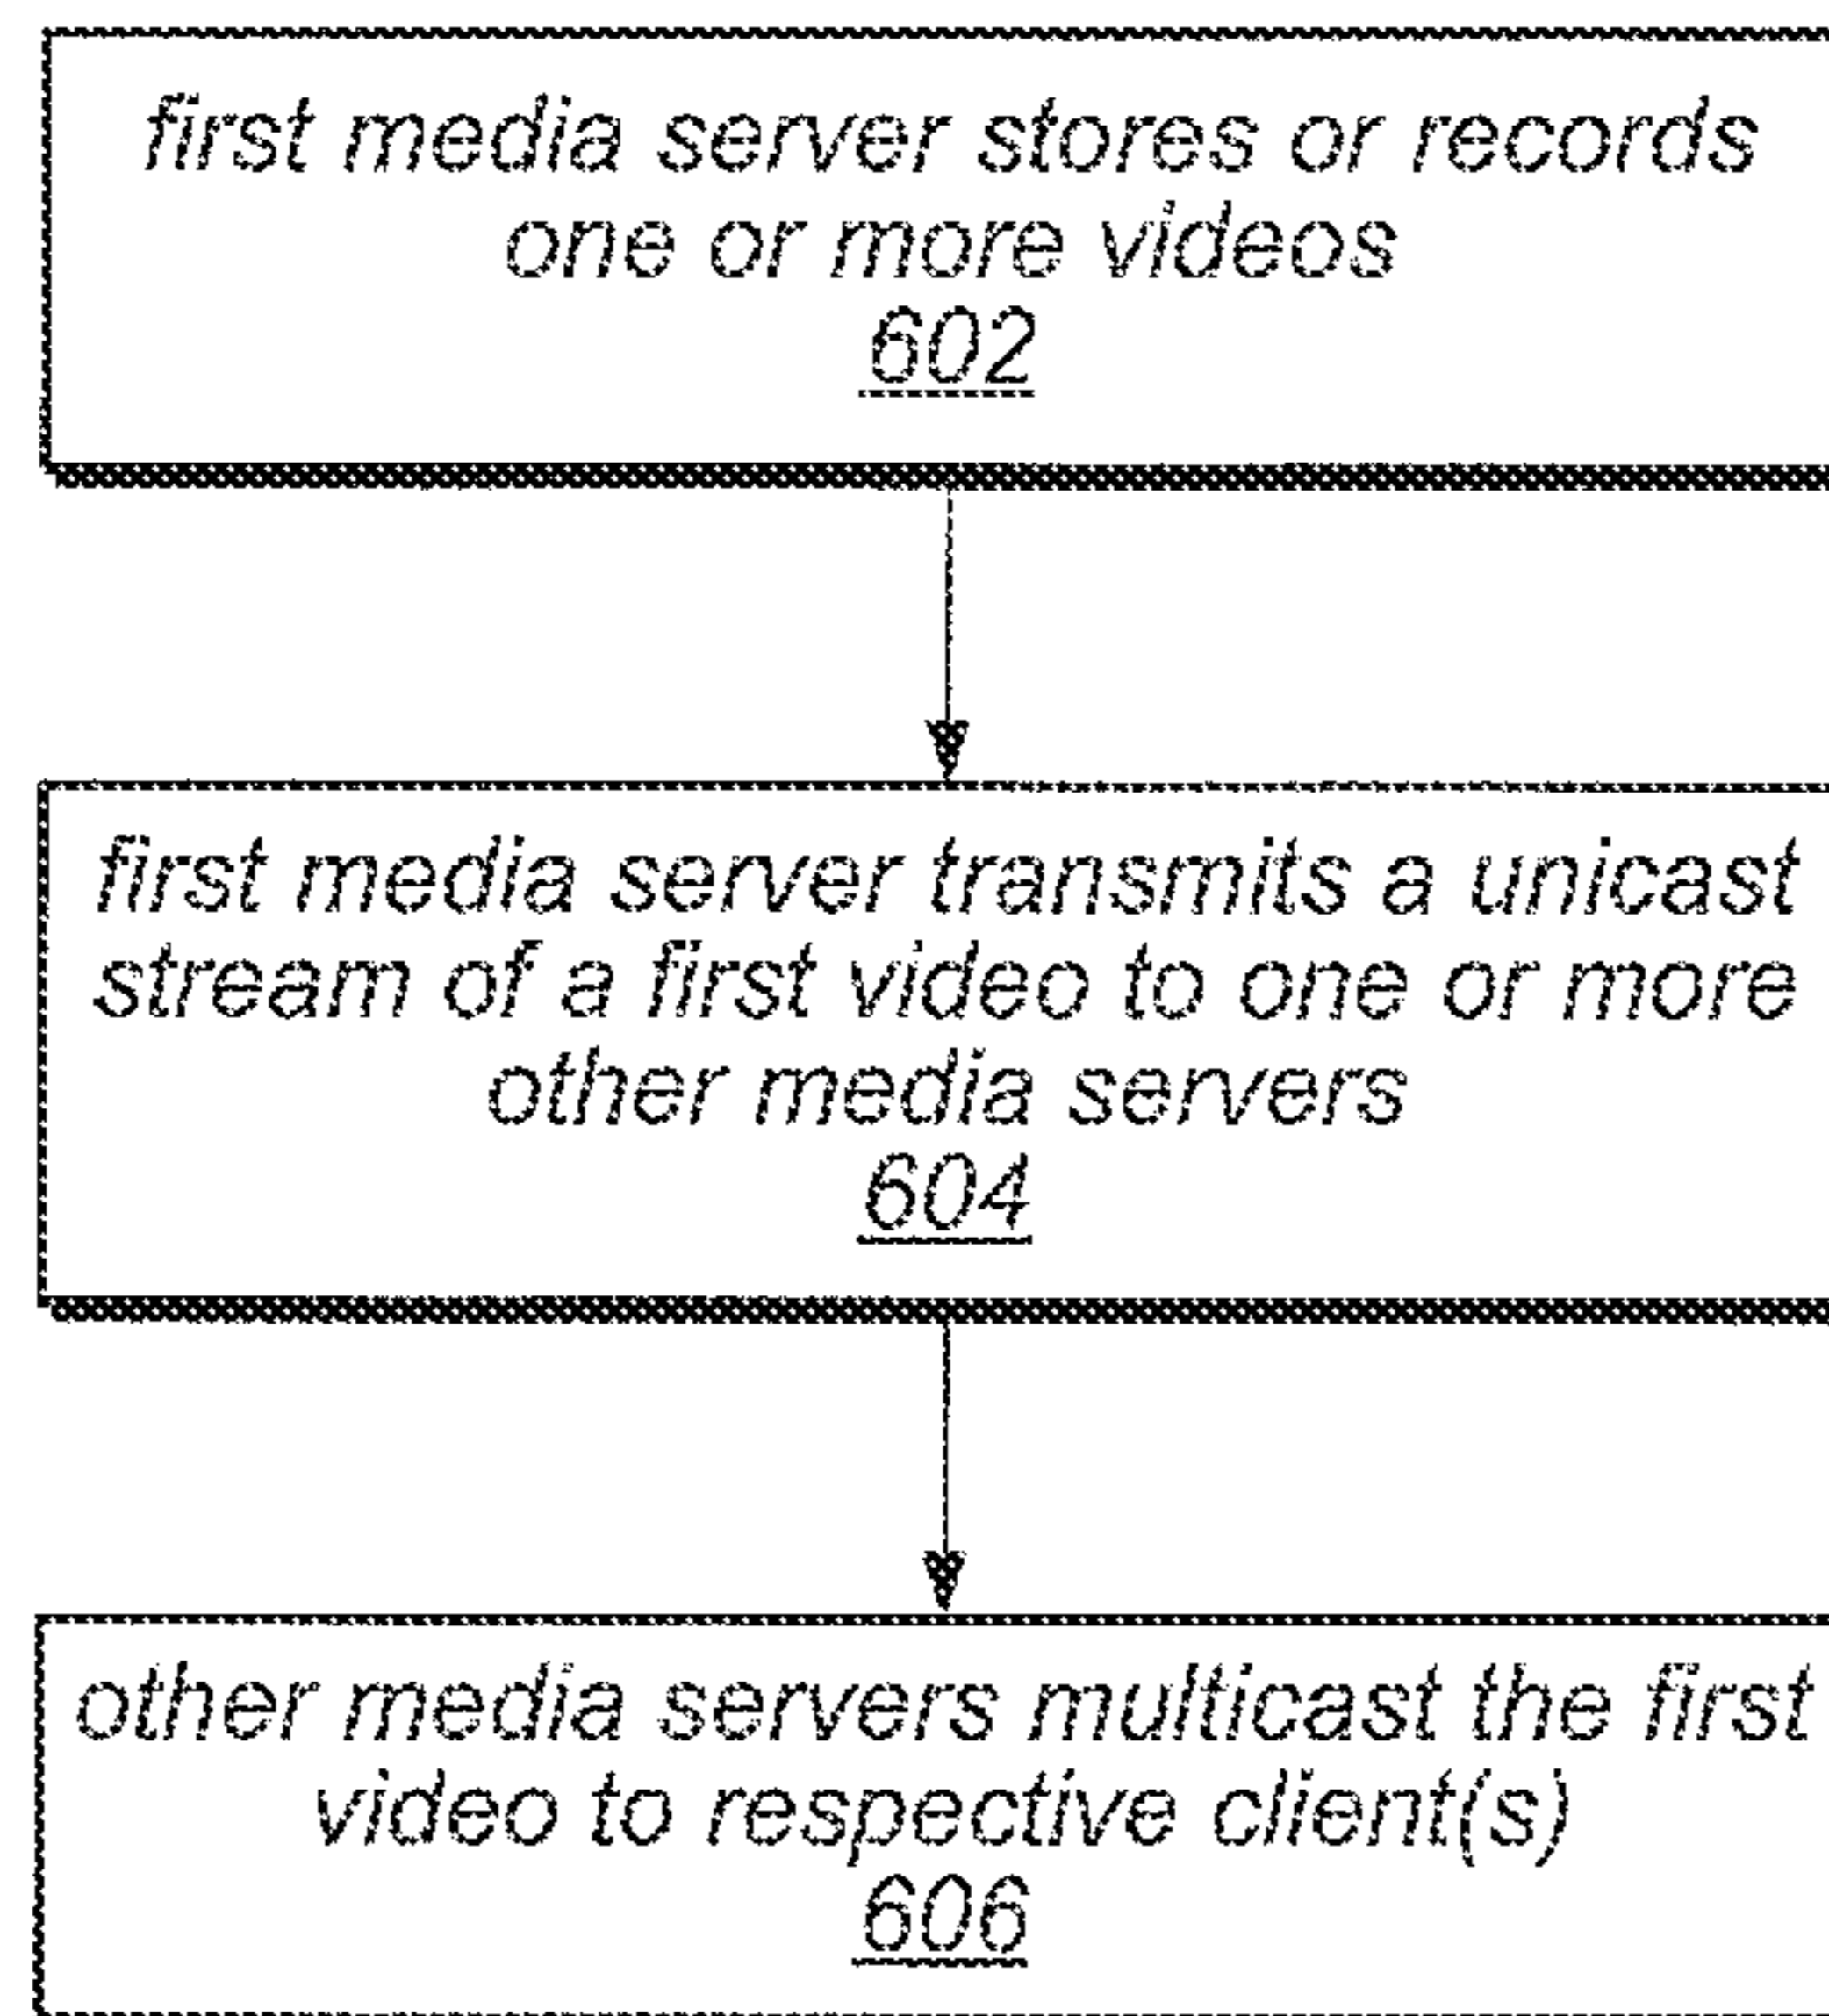 first media server stores or records
one or more videos
602
first media server transmits a unicast
stream of a first video to one or more
other media servers
604
other media servers multicast the first
video to respective client(s)
606